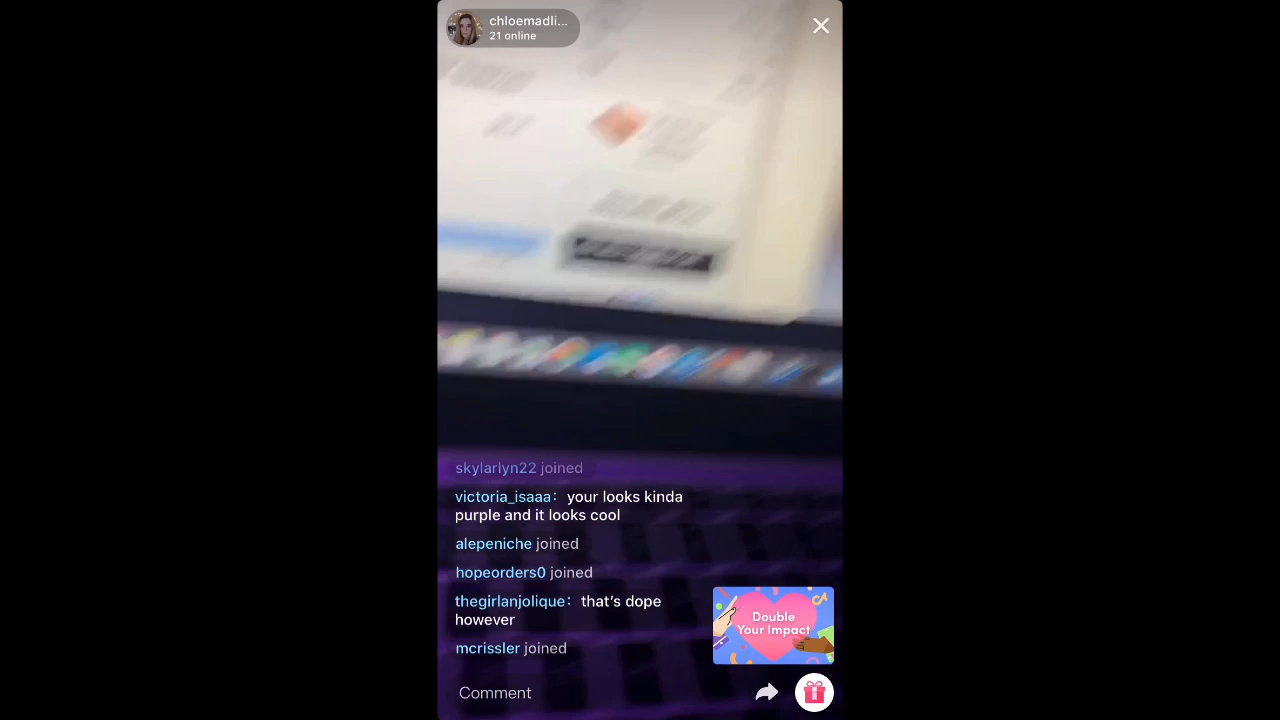 chloemadli...
21 online
skylarlyn22 joined
victoria_isaaa: your looks kinda
purple and it looks cool
alepeniche joined
hopeorders0 joined
thegirlanjolique: that's dope
however
mcrissler joined
Double
Your Impact
Comment